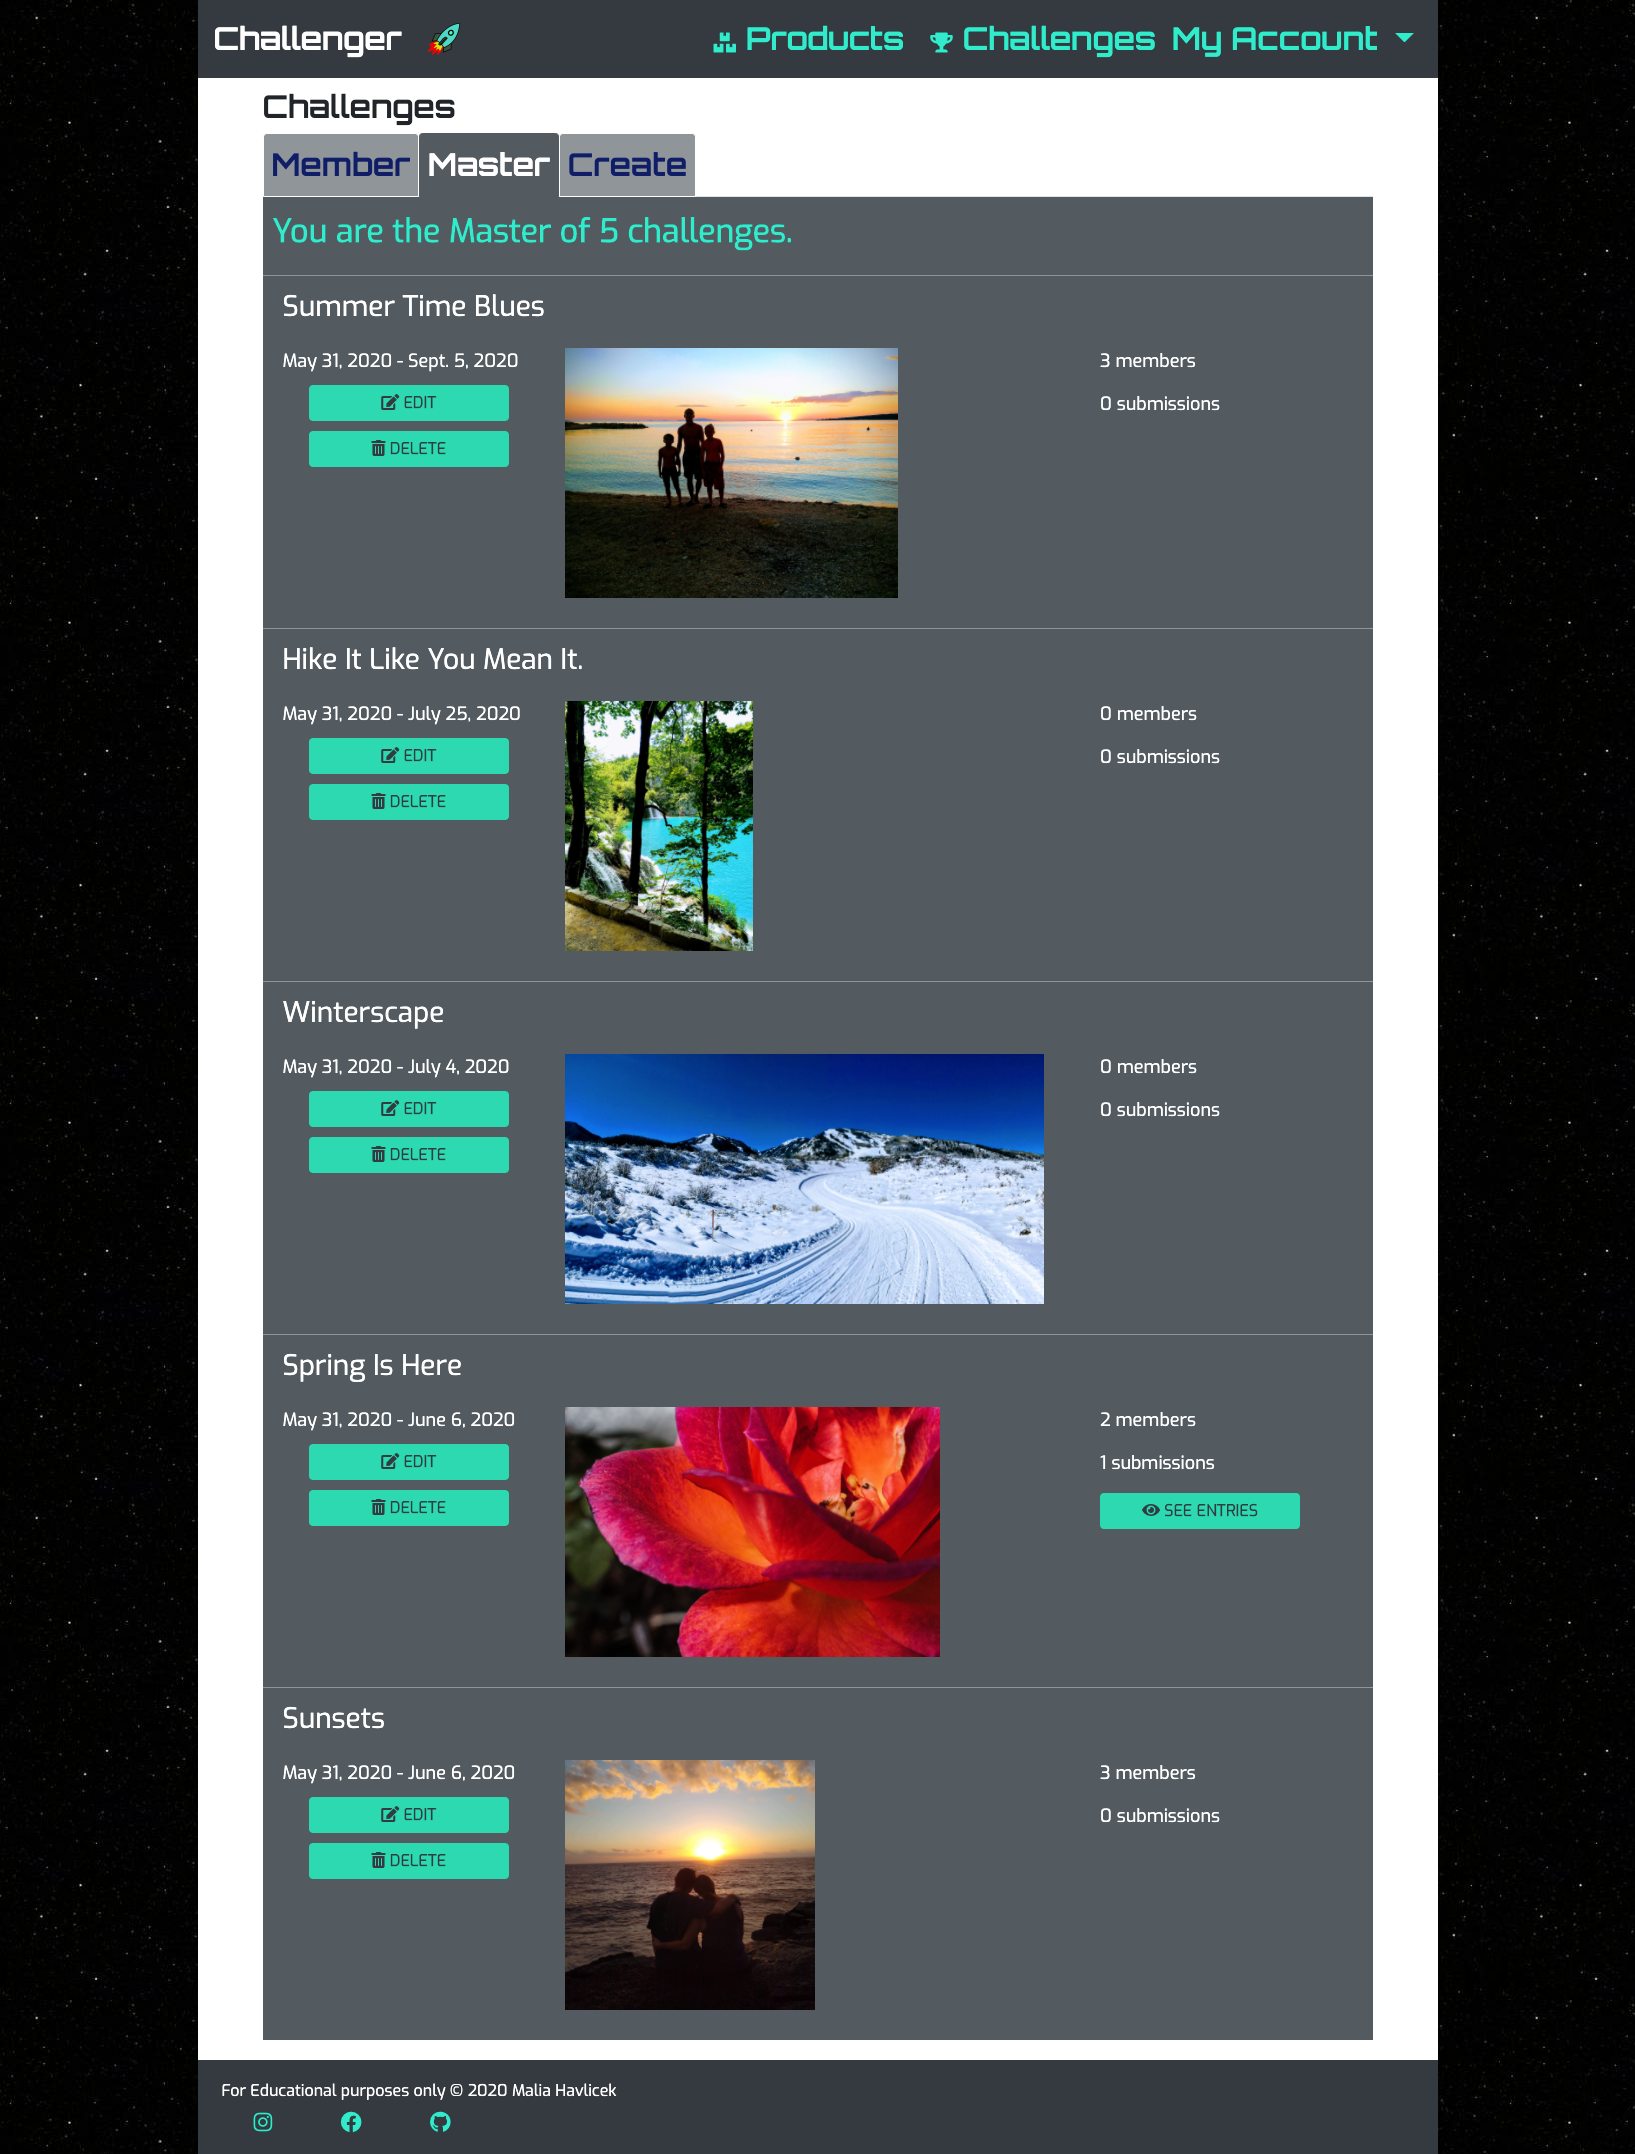 Challenger
Products
Challenges
My Account
Challenges
Member
Master
Create
You are the Master of 5 challenges.
Summer Time Blues
May 31, 2020 - Sept. 5, 2020
EDIT
DELETE
3 members
0 submissions
Hike It Like You Mean It.
May 31, 2020 - July 25, 2020
EDIT
DELETE
0 members
0 submissions
Winterscape
May 31, 2020 - July 4, 2020
EDIT
DELETE
0 members
0 submissions
Spring Is Here
May 31, 2020 - June 6, 2020
EDIT
DELETE
2 members
1 submissions
SEE ENTRIES
Sunsets
May 31, 2020 - June 6, 2020
EDIT
DELETE
3 members
0 submissions
For Educational purposes only © 2020 Malia Havlicek